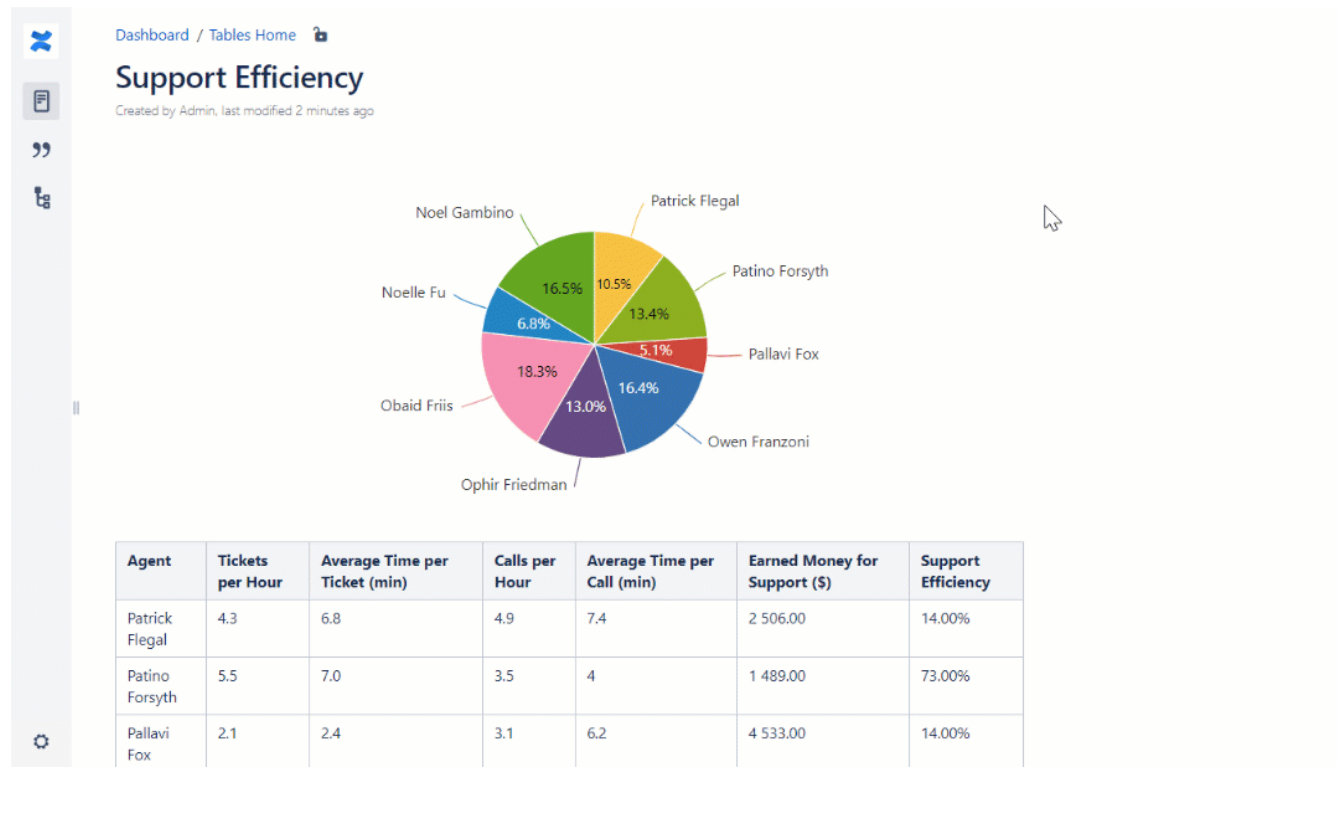 Dashboard / Tables Home
Support Efficiency
Created by Admin, last modified 2 minutes ago
Patrick Flegal
Noel Gambino
Patino Forsyth
Noelle Fu
16.5%
10.5%
13.4%
6.8%
5.1%
Pallavi Fox
18.3%
16.4%
13.0%
Obaid Friis
Owen Franzoni
Ophir Friedman
Agent
Tickets
per Hour
Average Time per
Ticket (min)
Calls per
Hour
Average Time per
Call (min)
Earned Money for
Support ($)
Support
Efficiency
Patrick
Flegal
4.3
6.8
4.9
7.4
2 506.00
14.00%
Patino
Forsyth
5.5
7.0
3.5
4
1 489.00
73.00%
Pallavi
Fox
2.1
2.4
3.1
6.2
4 533.00
14.00%